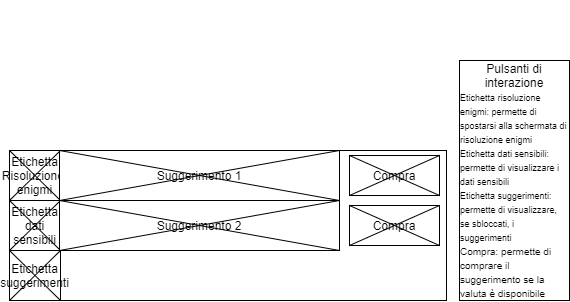 Pulsanti di
interazione
Etichetta risoluzione
enigmi: permette di
spostarsi alla schermata di
risoluzione enigmi
Etichetta dati sensibili:
permette di visualizzare i
dati sensibili
Etichetta suggerimenti:
permette di visualizzare,
se sbloccati, i
suggerimenti
Compra: permette di
comprare il
suggerimento se la
valuta è disponibile
Etichetta
Risoluzione
enigmi
Suggerimento 1
Compra
Etichetta
dati
sensibili
Suggerimento 2
Compra
Etichetta
suggerimenti